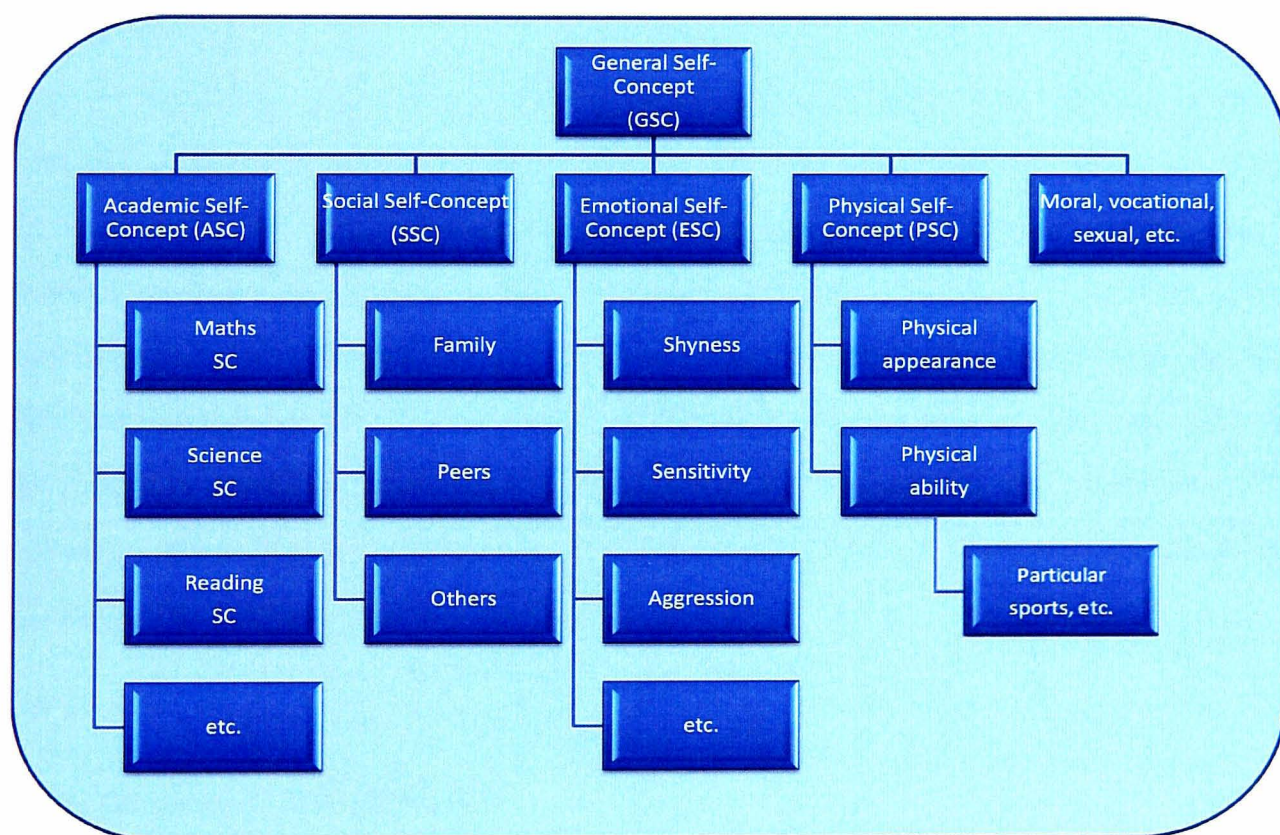 General Self-
Concept
(GSC)
Academic Self-
Concept (ASC)
Social Self-Concept
(SSC)
Emotional Self-
Concept (ESC)
Physical Self-
Concept (PSC)
Moral, vocational,
sexual, etc.
Maths
SC
Science
SC
Reading
SC
etc.
Family
Peers
Others
Shyness
Sensitivity
Aggression
etc.
Physical
appearance
Physical
ability
Particular
sports, etc.